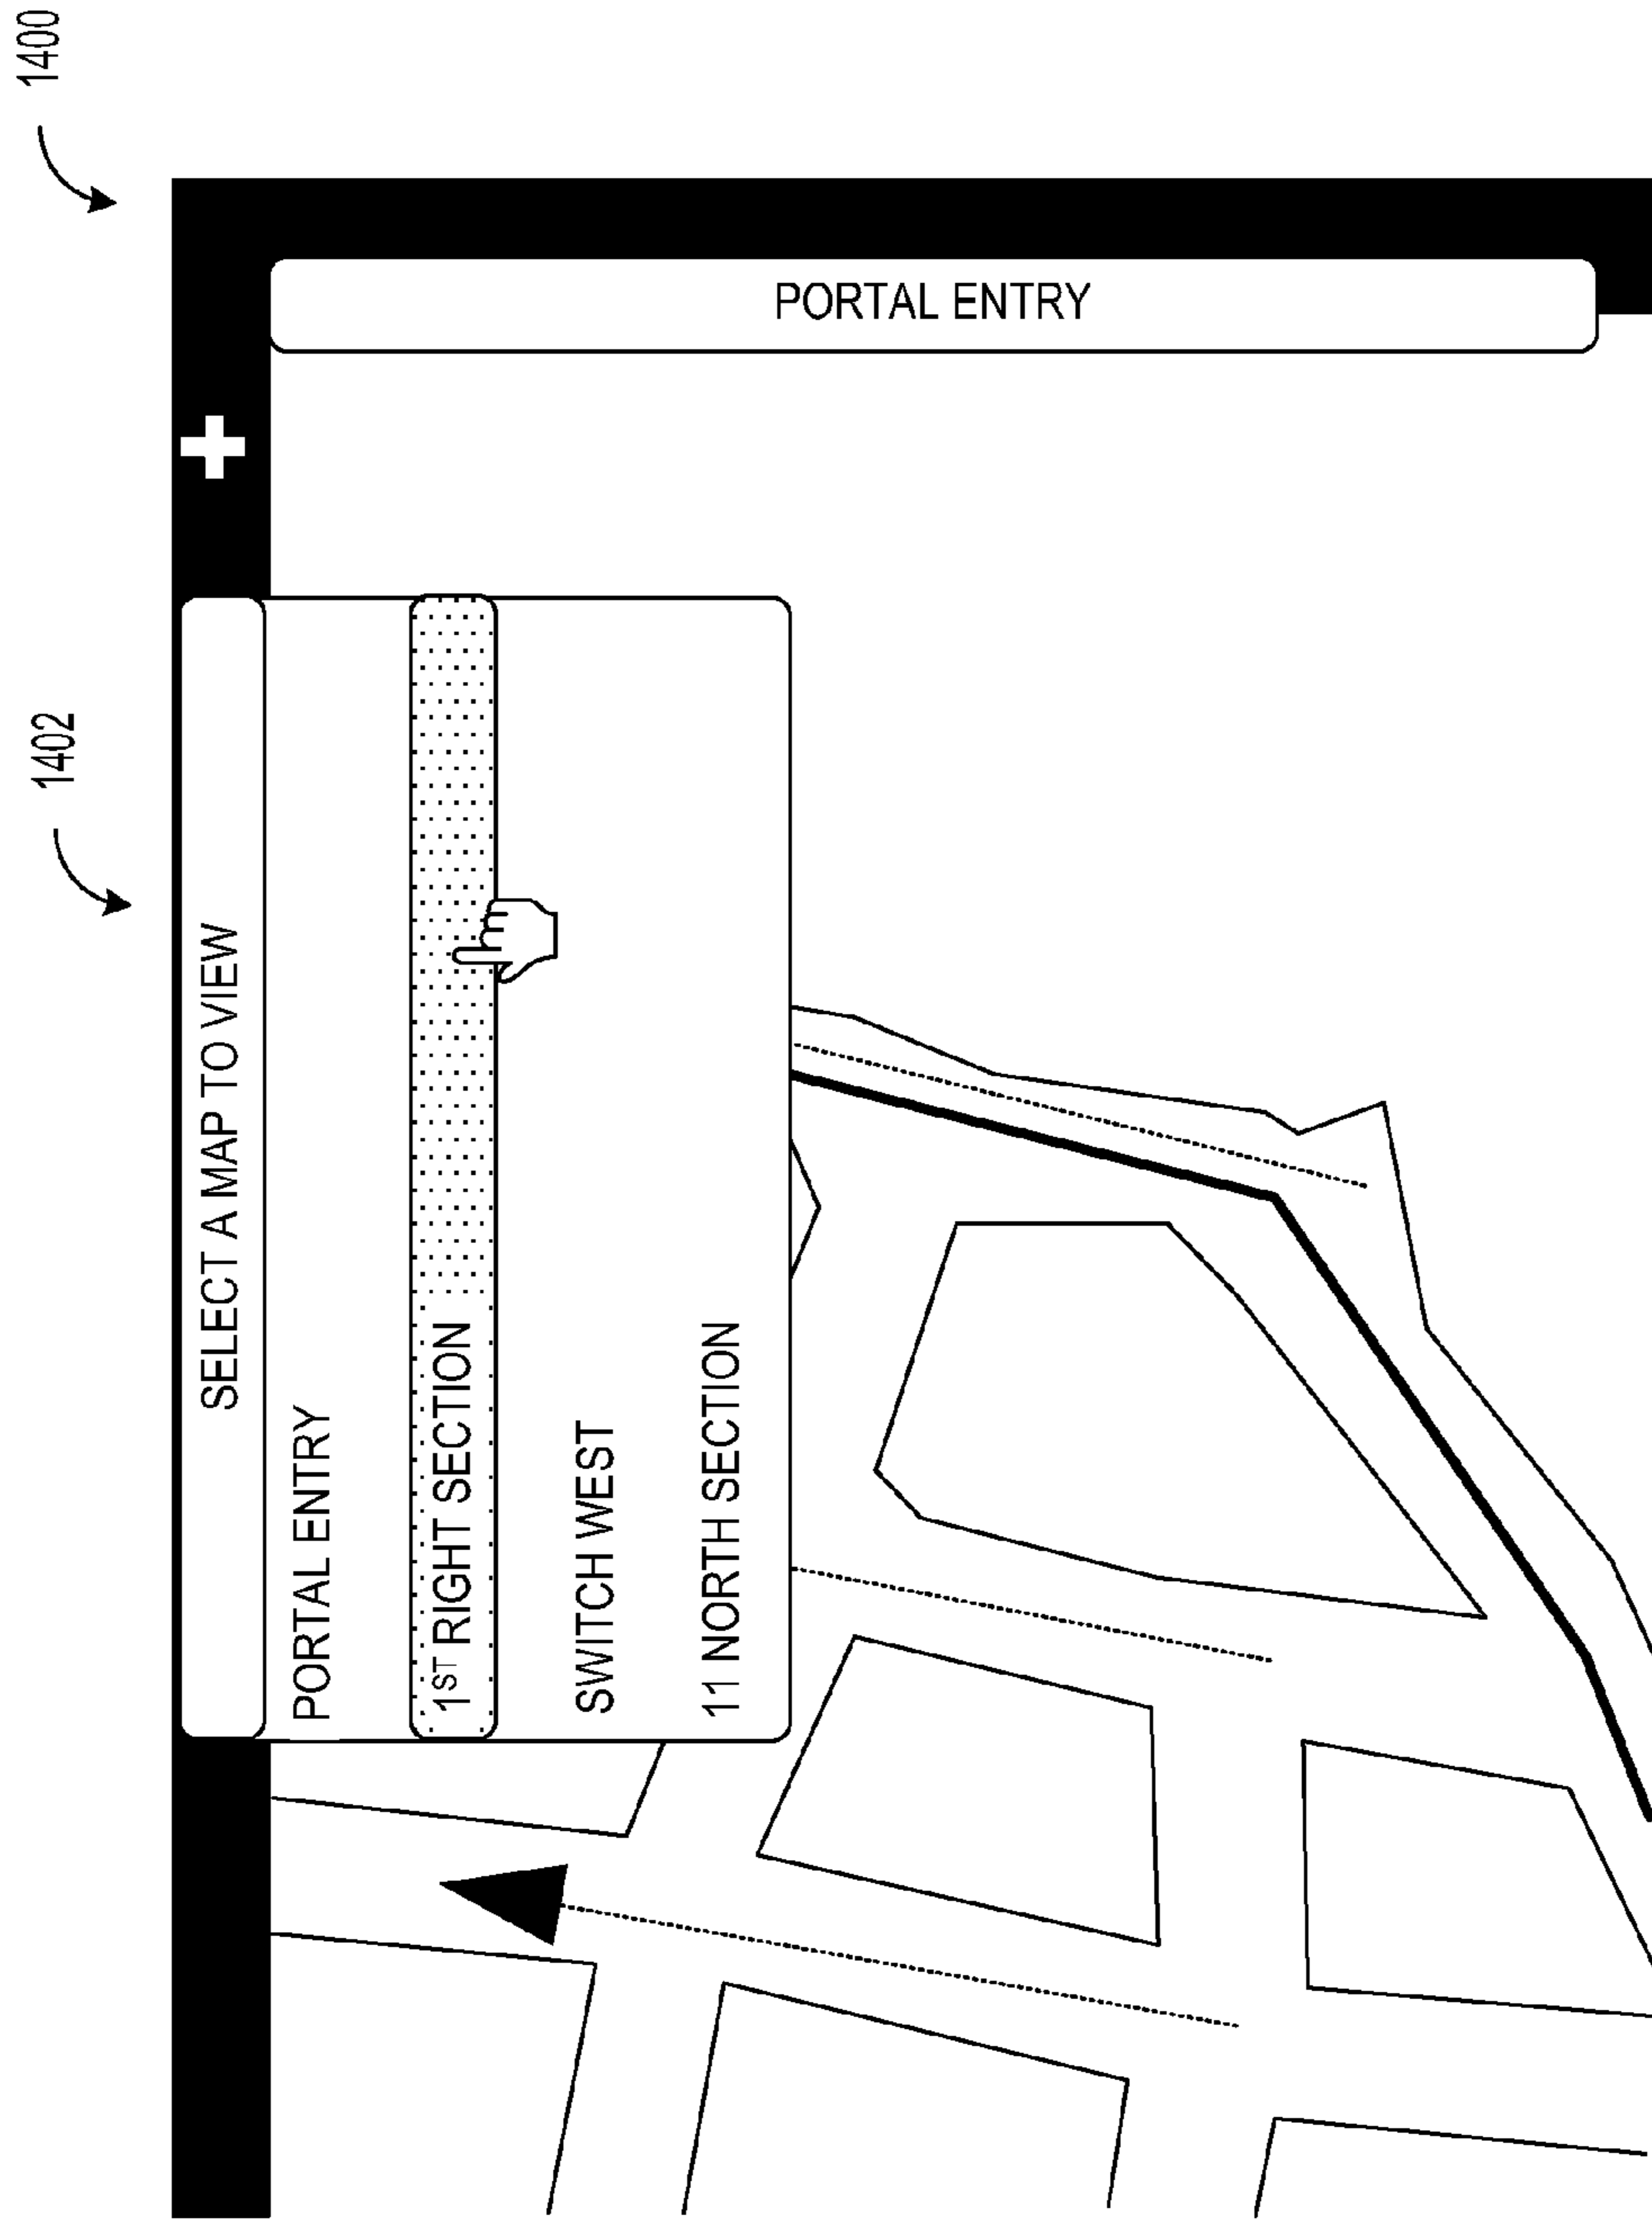 1400
1402
SELECT A MAP TO VIEW
PORTAL ENTRY
1ST RIGHT SECTION
SWITCH WEST
11 NORTH SECTION
PORTAL ENTRY